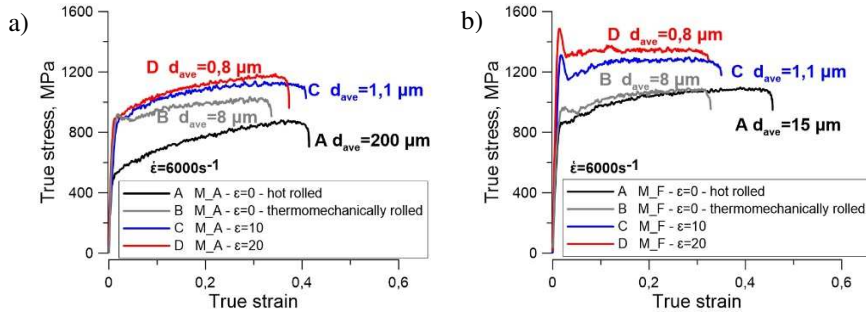 a)
1600
1200
800
400
0
True stress, MPa
D d_ave=0,8 µm
C d_ave=1,1 µm
B d_ave=8 µm
A d_ave=200 µm
ε̇=6000s⁻¹
A M_A - ε=0 - hot rolled
B M_A - ε=0 - thermomechanically rolled
C M_A - ε=10
D M_A - ε=20
0 0,2 0,4 0,6
True strain
b)
1600
1200
800
400
0
True stress, MPa
D d_ave=0,8 µm
C d_ave=1,1 µm
B d_ave=8 µm
A d_ave=15 µm
ε̇=6000s⁻¹
A M_F - ε=0 - hot rolled
B M_F - ε=0 - thermomechanically rolled
C M_F - ε=10
D M_F - ε=20
0 0,2 0,4 0,6
True strain